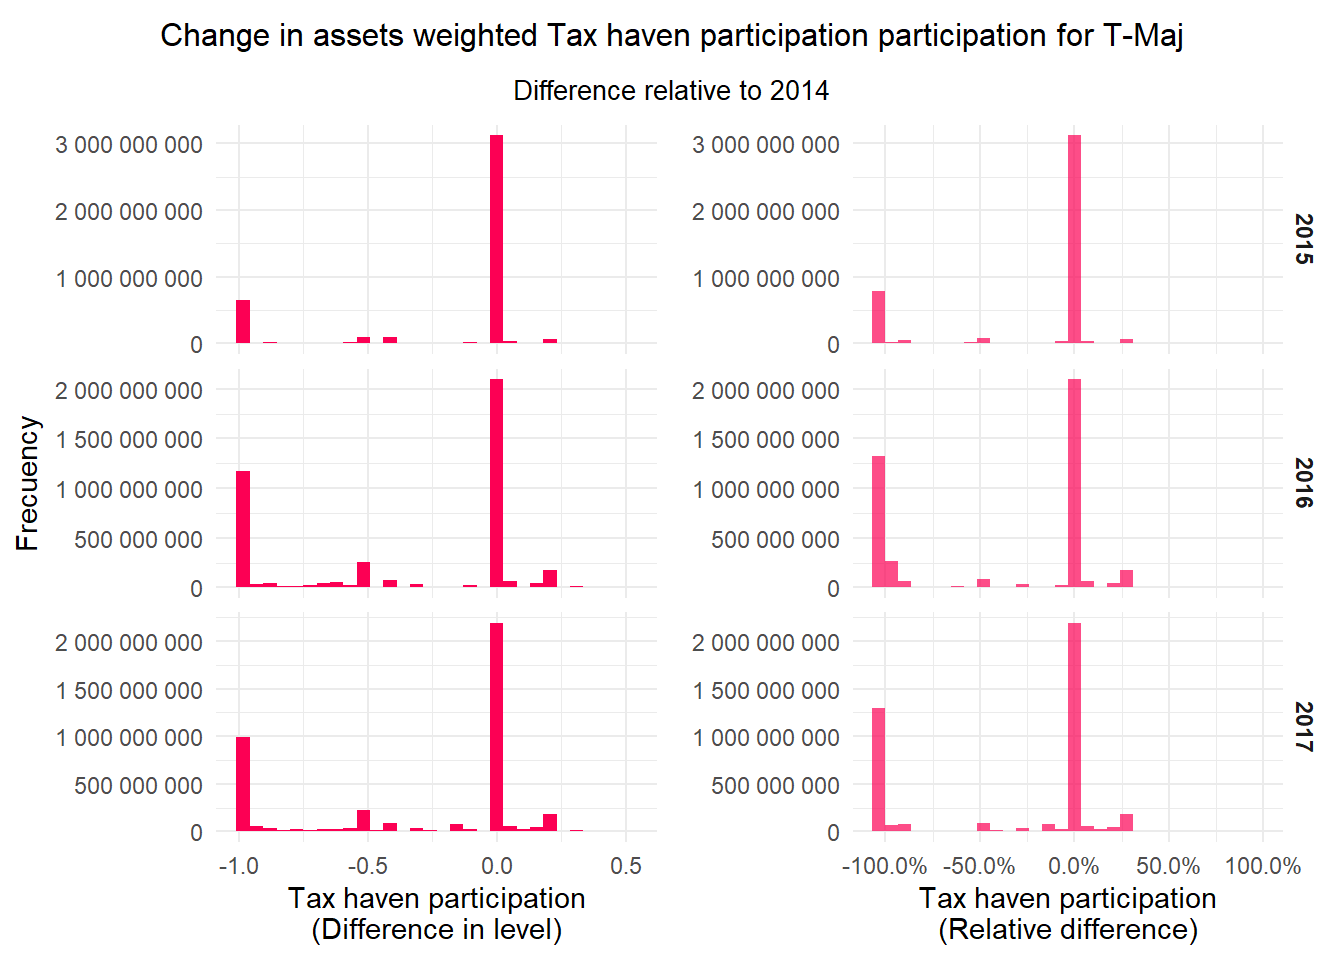 Change in assets weighted Tax haven participation participation for T-Maj
Difference relative to 2014
3 000 000 000
2 000 000 000
1 000 000 000
0
3 000 000 000
2 000 000 000
1 000 000 000
0
2015
Frecuency
2 000 000 000
1 500 000 000
1 000 000 000
500 000 000
0
2 000 000 000
1 500 000 000
1 000 000 000
500 000 000
0
2016
2 000 000 000
1 500 000 000
1 000 000 000
500 000 000
0
2 000 000 000
1 500 000 000
1 000 000 000
500 000 000
0
2017
-1.0 -0.5 0.0 0.5
-100.0% -50.0% 0.0% 50.0% 100.0%
Tax haven participation
(Difference in level)
Tax haven participation
(Relative difference)